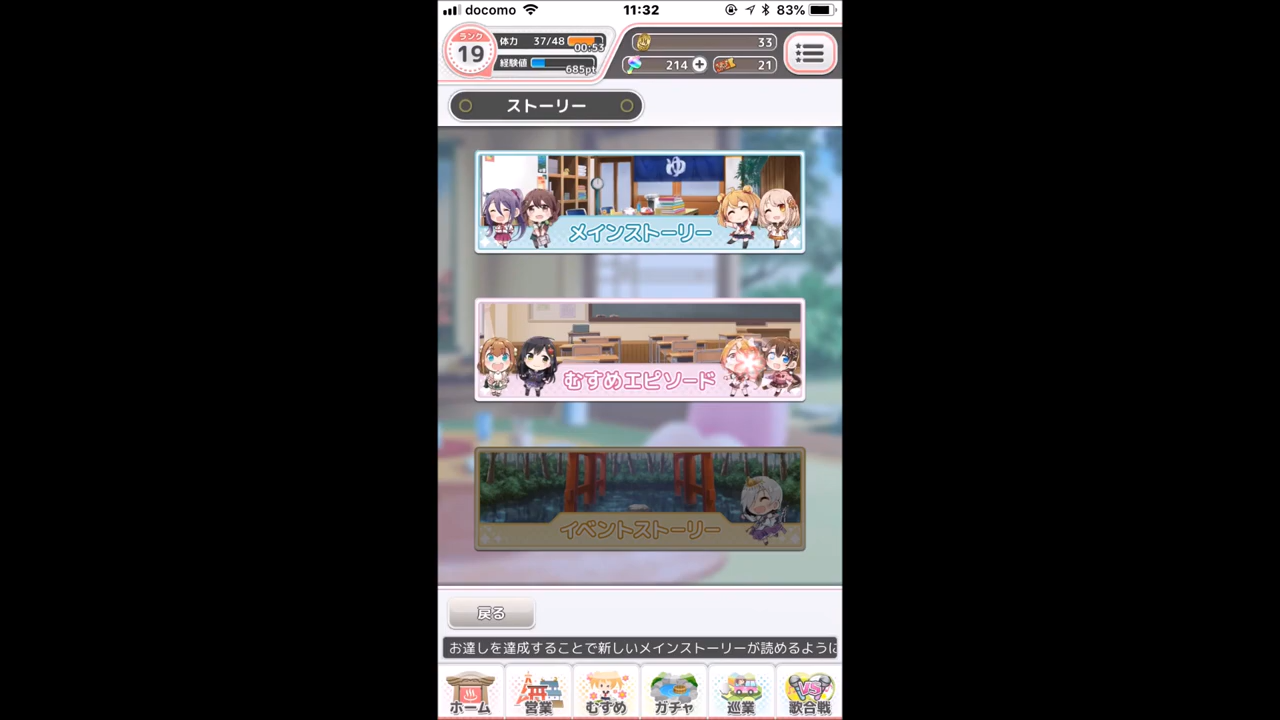 docomo 11:32 83%
ランク
19
体力 37/48
00:53
経験値
685pt
33
214
21
ストーリー
ゆ
メインストーリー
むすめエピソード
イベントストーリー
戻る
お達しを達成することで新しいメインストーリーが読めるように
ホーム
営業
むすめ
ガチャ
巡業
VS
歌合戦